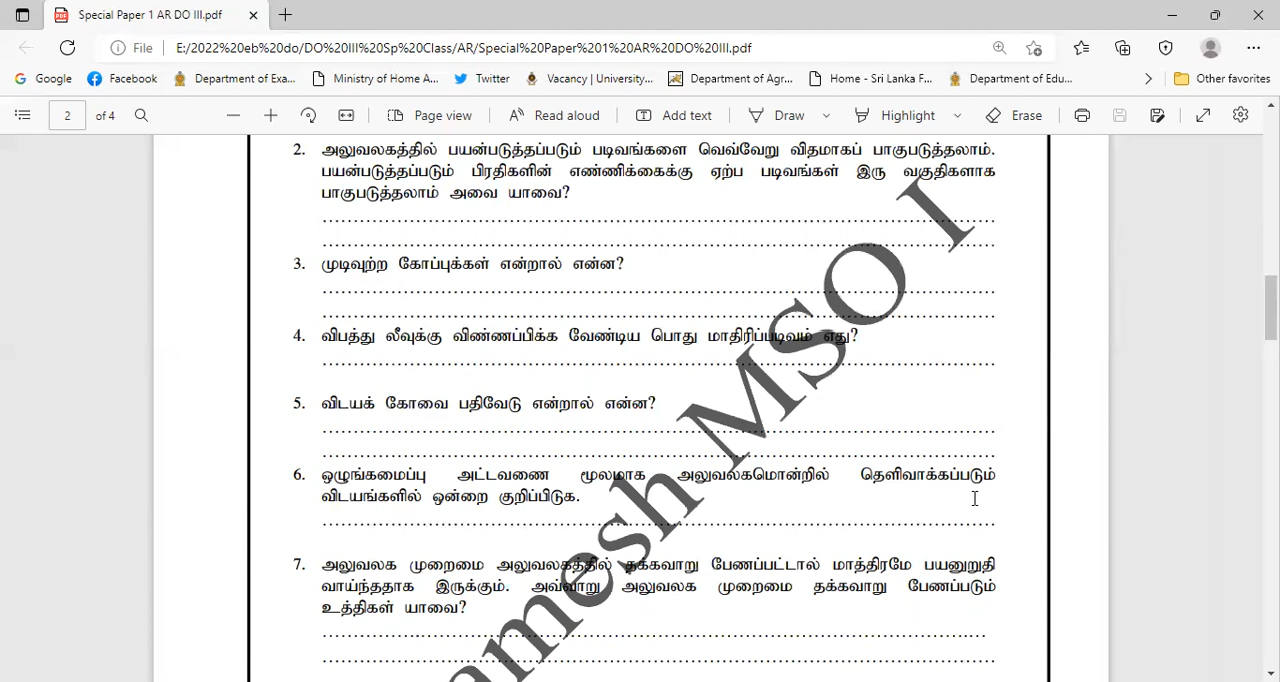 Special Paper 1 AR DO III.pdf
File
E:/2022%20eb%20do/DO%20III%20Sp%20Class/AR/Special%20Paper%201%20AR%20DO%20III.pdf
Google Facebook Department of Exa... Ministry of Home A... Twitter Vacancy | University... Department of Agr... Home - Sri Lanka F... Department of Edu... Other favorites
2 of 4 Page view Read aloud Add text Draw Highlight Erase
2. அலுவலகத்தில் பயன்படுத்தப்படும் படிவங்களை வெவ்வேறு விதமாகப் பாகுபடுத்தலாம்.
பயன்படுத்தப்படும் பிரதிகளின் எண்ணிக்கைக்கு ஏற்ப படிவங்கள் இரு வகுதிகளாக
பாகுபடுத்தலாம் அவை யாவை?
3. முடிவுற்ற கோப்புக்கள் என்றால் என்ன?
4. விபத்து லீவுக்கு விண்ணப்பிக்க வேண்டிய பொது மாதிரிப்படிவம் எது?
5. விடயக் கோவை பதிவேடு என்றால் என்ன?
6. ஒழுங்கமைப்பு அட்டவணை மூலமாக அலுவலகமொன்றில் தெளிவாக்கப்படும்
விடயங்களில் ஒன்றை குறிப்பிடுக.
7. அலுவலக முறைமை அலுவலகத்தில் தக்கவாறு பேணப்பட்டால் மாத்திரமே பயனுறுதி
வாய்ந்ததாக இருக்கும். அவ்வாறு அலுவலக முறைமை தக்கவாறு பேணப்படும்
உத்திகள் யாவை?
amesh MSO I